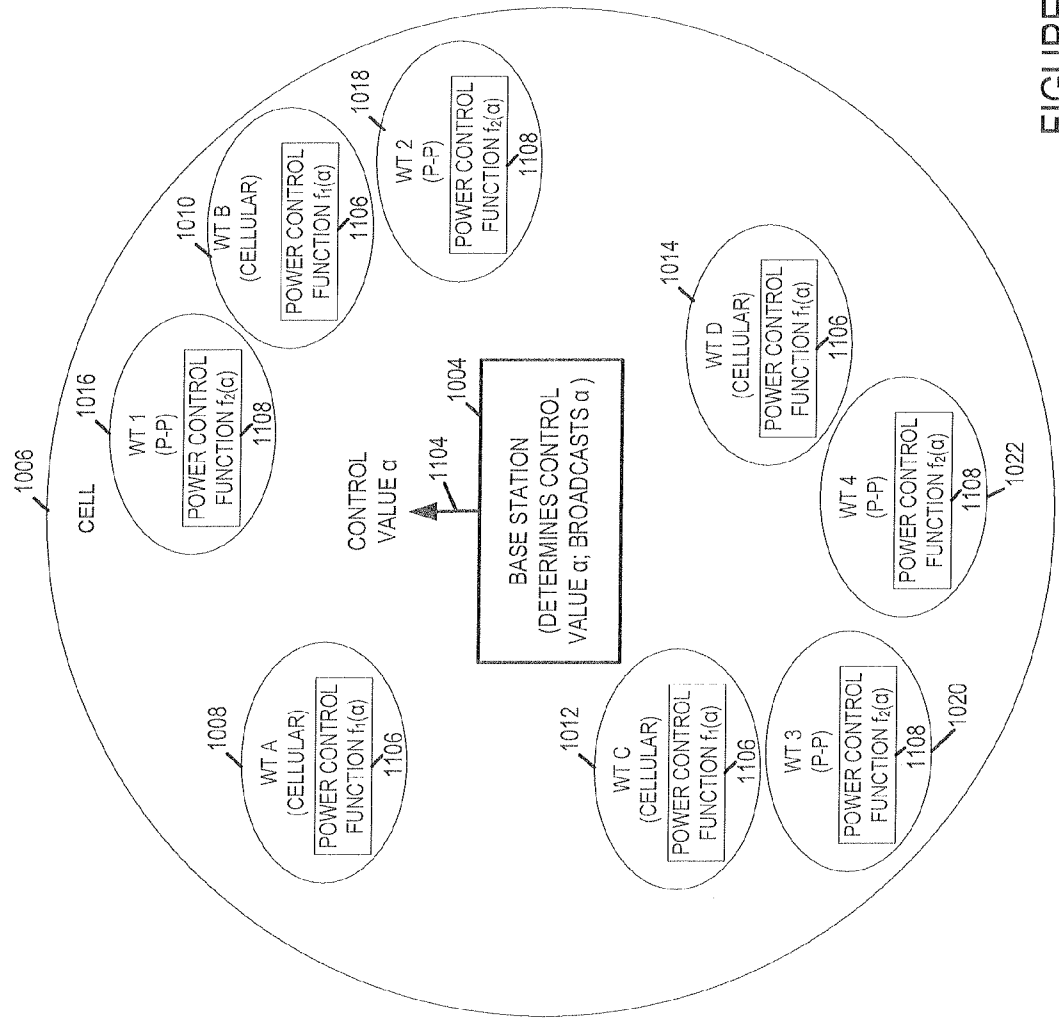 1006
CELL
1016
WT 1
(P-P)
POWER CONTROL
FUNCTION f₂(α)
1108
1010
WT B
(CELLULAR)
POWER CONTROL
FUNCTION f₁(α)
1106
1018
WT 2
(P-P)
POWER CONTROL
FUNCTION f₂(α)
1108
1008
WT A
(CELLULAR)
POWER CONTROL
FUNCTION f₁(α)
1106
CONTROL
VALUE α
1104
1004
BASE STATION
(DETERMINES CONTROL
VALUE α; BROADCASTS α )
1012
WT C
(CELLULAR)
POWER CONTROL
FUNCTION f₁(α)
1106
1014
WT D
(CELLULAR)
POWER CONTROL
FUNCTION f₁(α)
1106
WT 3
(P-P)
POWER CONTROL
FUNCTION f₂(α)
1108
1020
WT 4
(P-P)
POWER CONTROL
FUNCTION f₂(α)
1108
1022
FIGURE